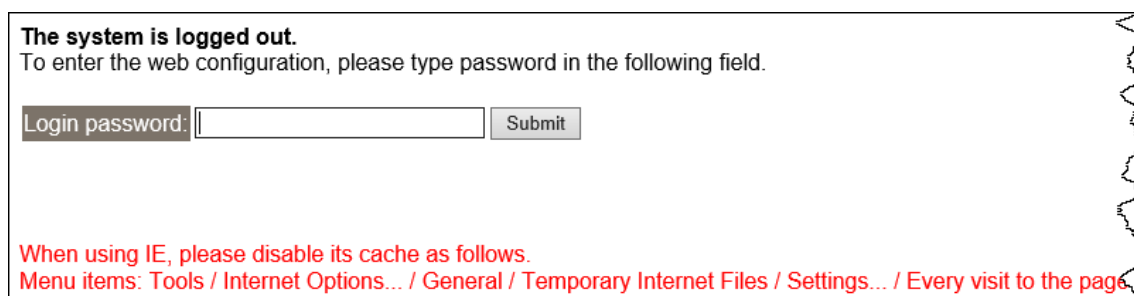 The system is logged out.
To enter the web configuration, please type password in the following field.
Login password: Submit
When using IE, please disable its cache as follows.
Menu items: Tools / Internet Options... / General / Temporary Internet Files / Settings... / Every visit to the page